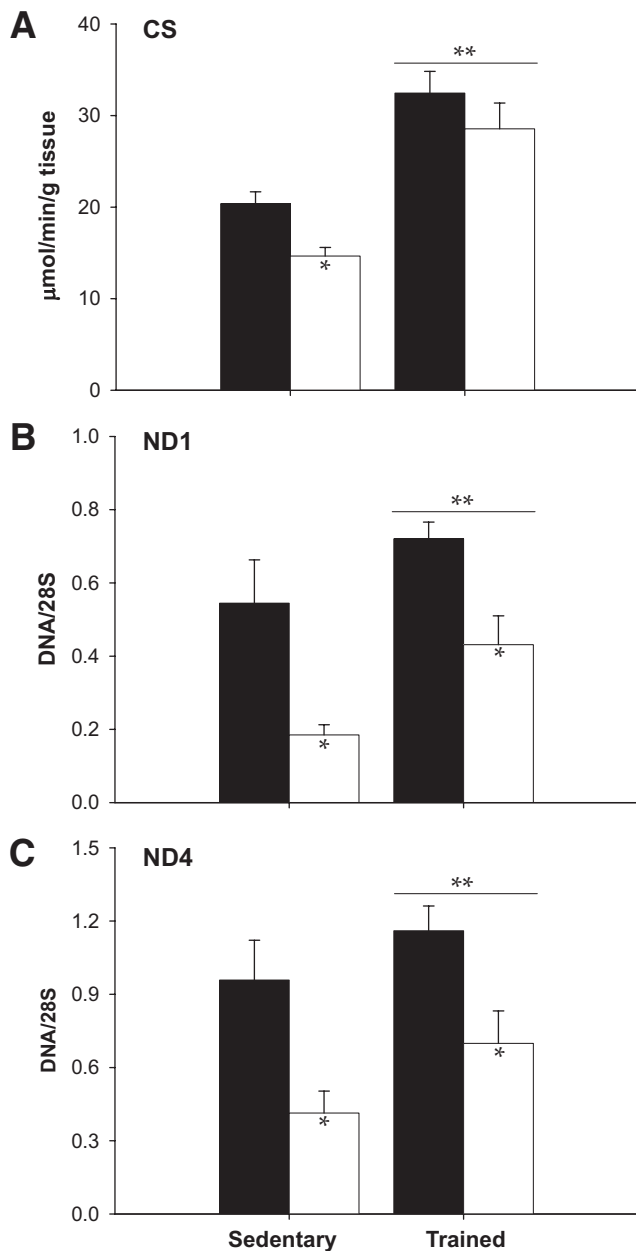 A
CS
μmol/min/g tissue
40
30
20
10
0
*
**
B
ND1
DNA/28S
1.0
0.8
0.6
0.4
0.2
0.0
*
**
*
C
ND4
DNA/28S
1.5
1.2
0.9
0.6
0.3
0.0
*
**
*
Sedentary
Trained